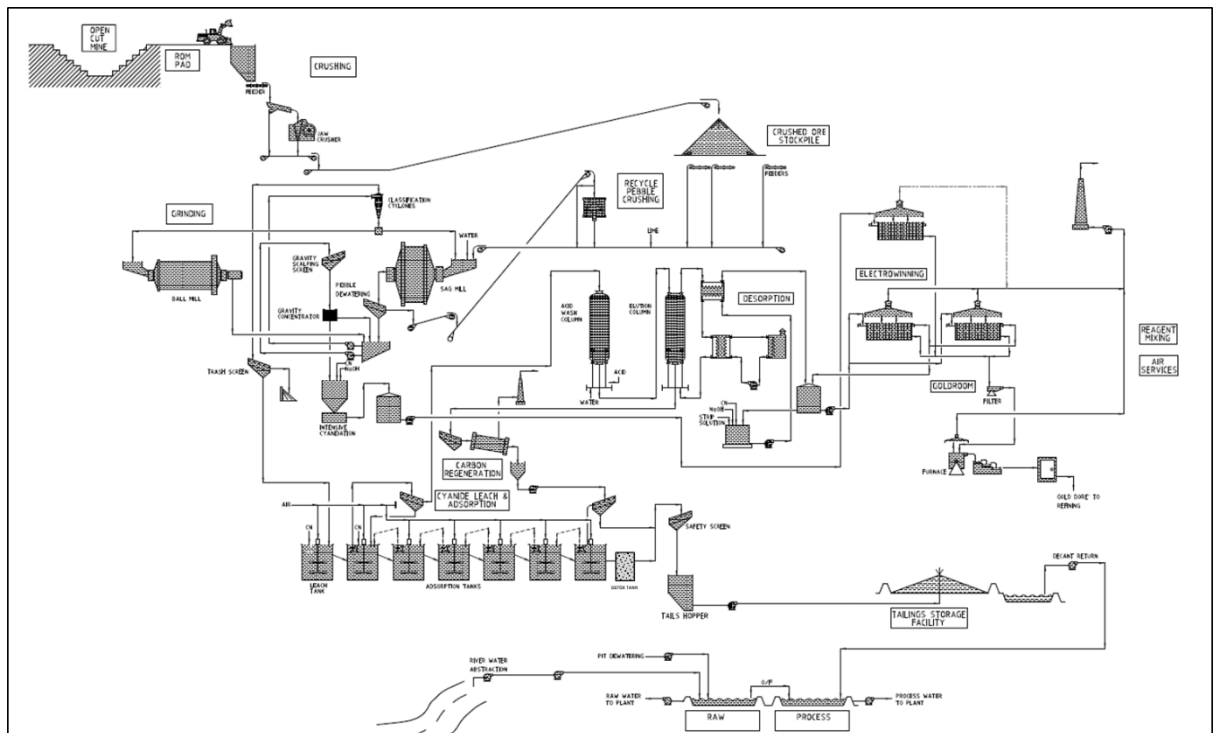 OPEN
CUT
MINE
ROM
PAD
CRUSHING
FEEDER
JAW
CRUSHER
CRUSHED ORE
STOCKPILE
FEEDERS
RECYCLE
PEBBLE
CRUSHING
CLASSIFICATION
CYCLONES
GRINDING
WATER
LIME
GRAVITY
SCALPING
SCREEN
PEBBLE
DEWATERING
SAG MILL
BALL MILL
GRAVITY
CONCENTRATOR
ACID
WASH
COLUMN
ELUTION
COLUMN
DESORPTION
ELECTROWINNING
REAGENT
MIXING
AIR
SERVICES
TRASH SCREEN
CN
NaOH
INTENSIVE
CYANIDATION
ACID
WATER
CN
NaOH
STRIP
SOLUTION
GOLDROOM
FILTER
FURNACE
GOLD DORE' TO
REFINING
CARBON
REGENERATION
CYANIDE LEACH &
ADSORPTION
AIR
CN
CN
SAFETY SCREEN
LEACH
TANK
ADSORPTION TANKS
DETOX TANK
TAILS HOPPER
TAILINGS STORAGE
FACILITY
DECANT RETURN
PIT DEWATERING
RIVER WATER
ABSTRACTION
O/F
RAW WATER
TO PLANT
PROCESS WATER
TO PLANT
RAW
PROCESS